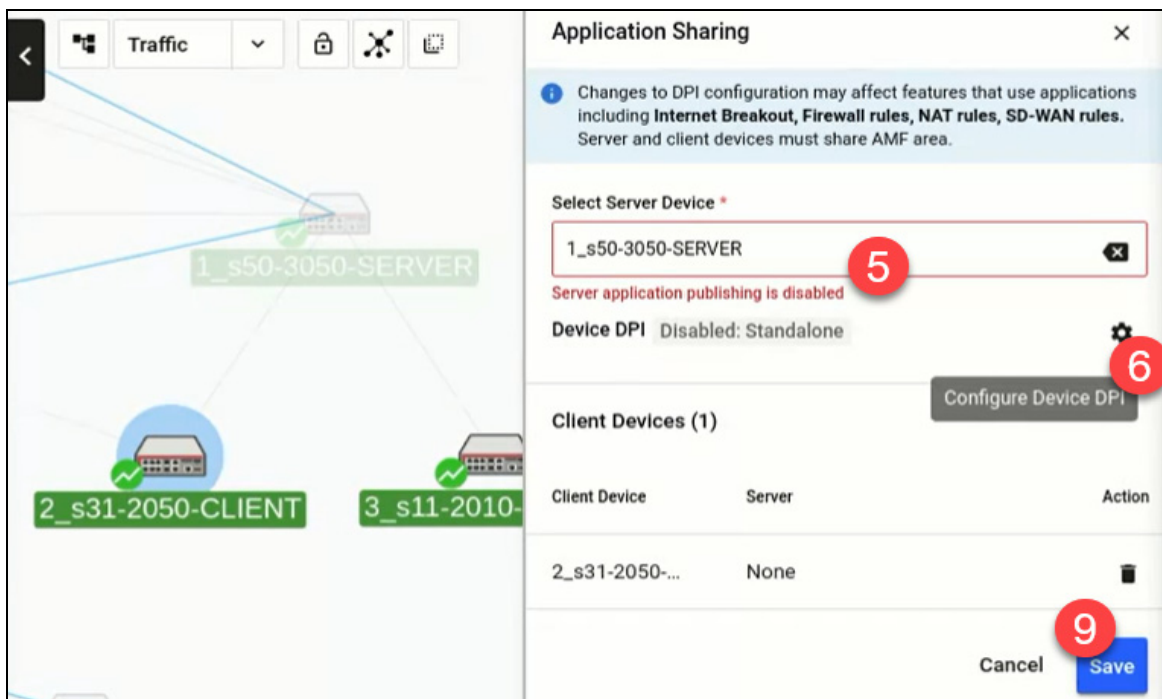 Traffic
1_s50-3050-SERVER
2_s31-2050-CLIENT
3_s11-2010-
Application Sharing
Changes to DPI configuration may affect features that use applications
including Internet Breakout, Firewall rules, NAT rules, SD-WAN rules.
Server and client devices must share AMF area.
Select Server Device *
1_s50-3050-SERVER
5
Server application publishing is disabled
Device DPI Disabled: Standalone
6
Configure Device DPI
Client Devices (1)
Client Device Server Action
2_s31-2050-... None
9
Cancel Save